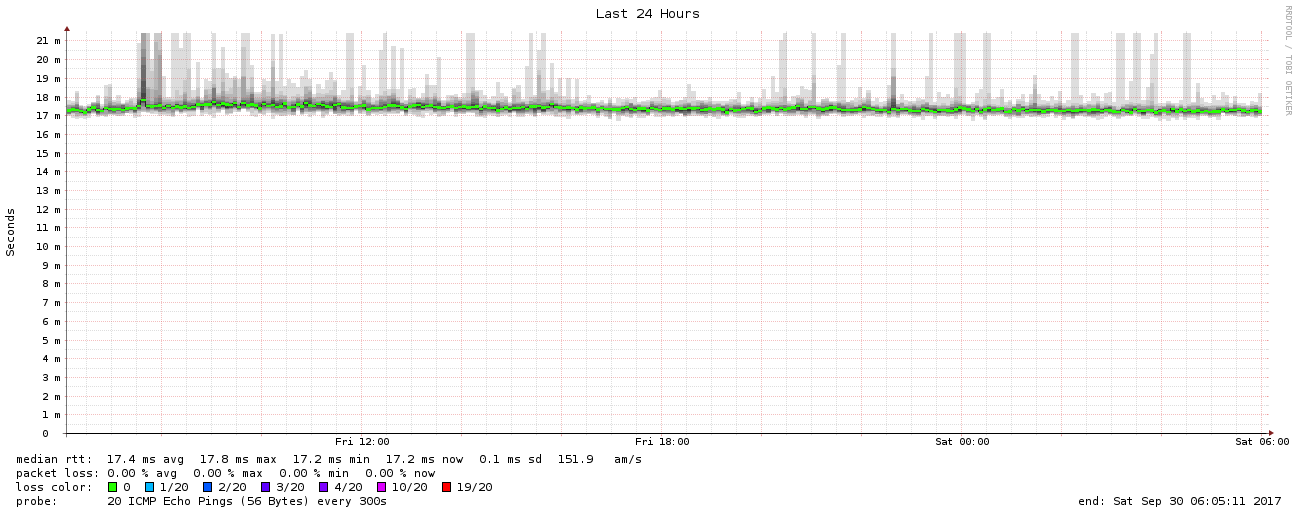 Last 24 Hours
RRDTOOL / TOBI OETIKER
Seconds
21 m
20 m
19 m
18 m
17 m
16 m
15 m
14 m
13 m
12 m
11 m
10 m
9 m
8 m
7 m
6 m
5 m
4 m
3 m
2 m
1 m
0
Fri 12:00 Fri 18:00 Sat 00:00 Sat 06:00
median rtt: 17.4 ms avg 17.8 ms max 17.2 ms min 17.2 ms now 0.1 ms sd 151.9 am/s
packet loss: 0.00 % avg 0.00 % max 0.00 % min 0.00 % now
loss color: 0 1/20 2/20 3/20 4/20 10/20 19/20
probe: 20 ICMP Echo Pings (56 Bytes) every 300s end: Sat Sep 30 06:05:11 2017